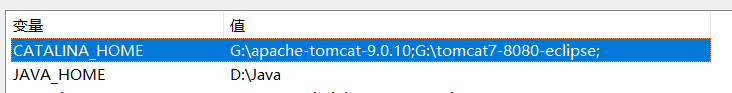 变量 值
CATALINA_HOME G:\apache-tomcat-9.0.10;G:\tomcat7-8080-eclipse;
JAVA_HOME D:\Java